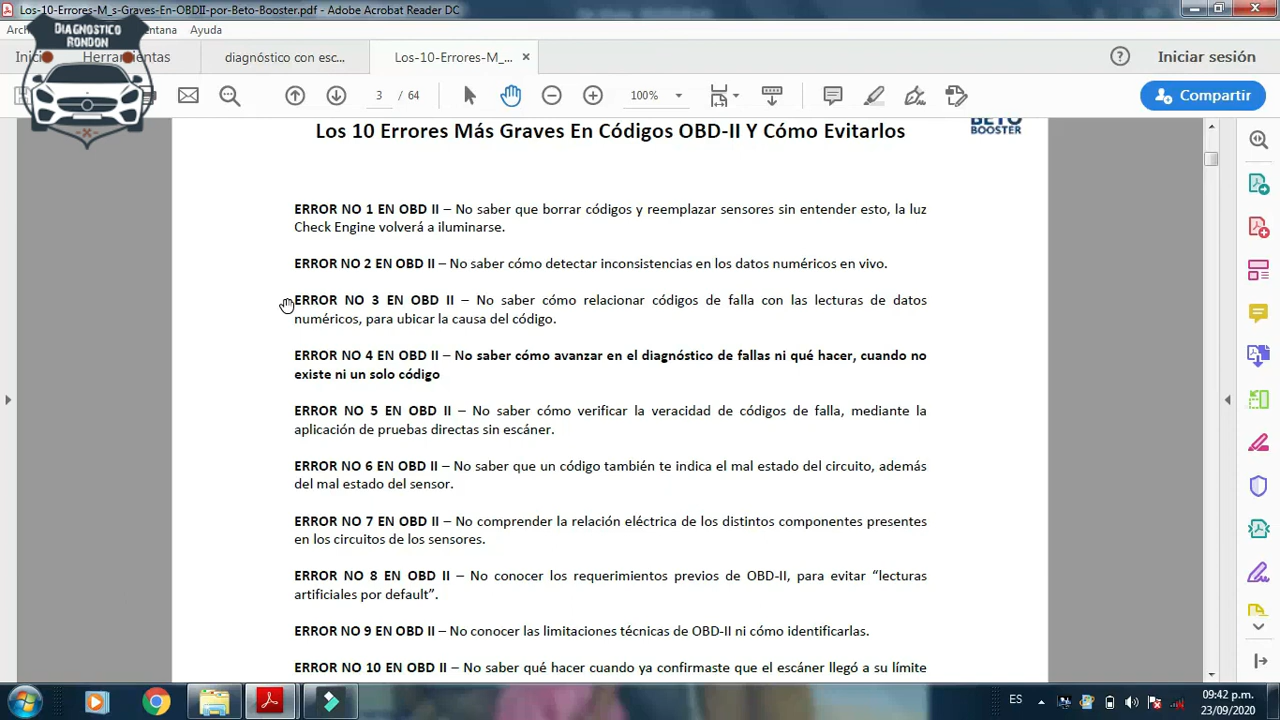 Los-10-Errores-M_s-Graves-En-OBDII-por-Beto-Booster.pdf - Adobe Acrobat Reader DC
DIAGNOSTICO
RONDON
Ayuda
Herramientas
diagnóstico con esc...
Los-10-Errores-M_...
Iniciar sesión
3 / 64
100%
Compartir
Los 10 Errores Más Graves En Códigos OBD-II Y Cómo Evitarlos
BETO
BOOSTER
ERROR NO 1 EN OBD II – No saber que borrar códigos y reemplazar sensores sin entender esto, la luz
Check Engine volverá a iluminarse.
ERROR NO 2 EN OBD II – No saber cómo detectar inconsistencias en los datos numéricos en vivo.
ERROR NO 3 EN OBD II – No saber cómo relacionar códigos de falla con las lecturas de datos
numéricos, para ubicar la causa del código.
ERROR NO 4 EN OBD II – No saber cómo avanzar en el diagnóstico de fallas ni qué hacer, cuando no
existe ni un solo código
ERROR NO 5 EN OBD II – No saber cómo verificar la veracidad de códigos de falla, mediante la
aplicación de pruebas directas sin escáner.
ERROR NO 6 EN OBD II – No saber que un código también te indica el mal estado del circuito, además
del mal estado del sensor.
ERROR NO 7 EN OBD II – No comprender la relación eléctrica de los distintos componentes presentes
en los circuitos de los sensores.
ERROR NO 8 EN OBD II – No conocer los requerimientos previos de OBD-II, para evitar “lecturas
artificiales por default”.
ERROR NO 9 EN OBD II – No conocer las limitaciones técnicas de OBD-II ni cómo identificarlas.
ERROR NO 10 EN OBD II – No saber qué hacer cuando ya confirmaste que el escáner llegó a su límite
ES
09:42 p.m.
23/09/2020